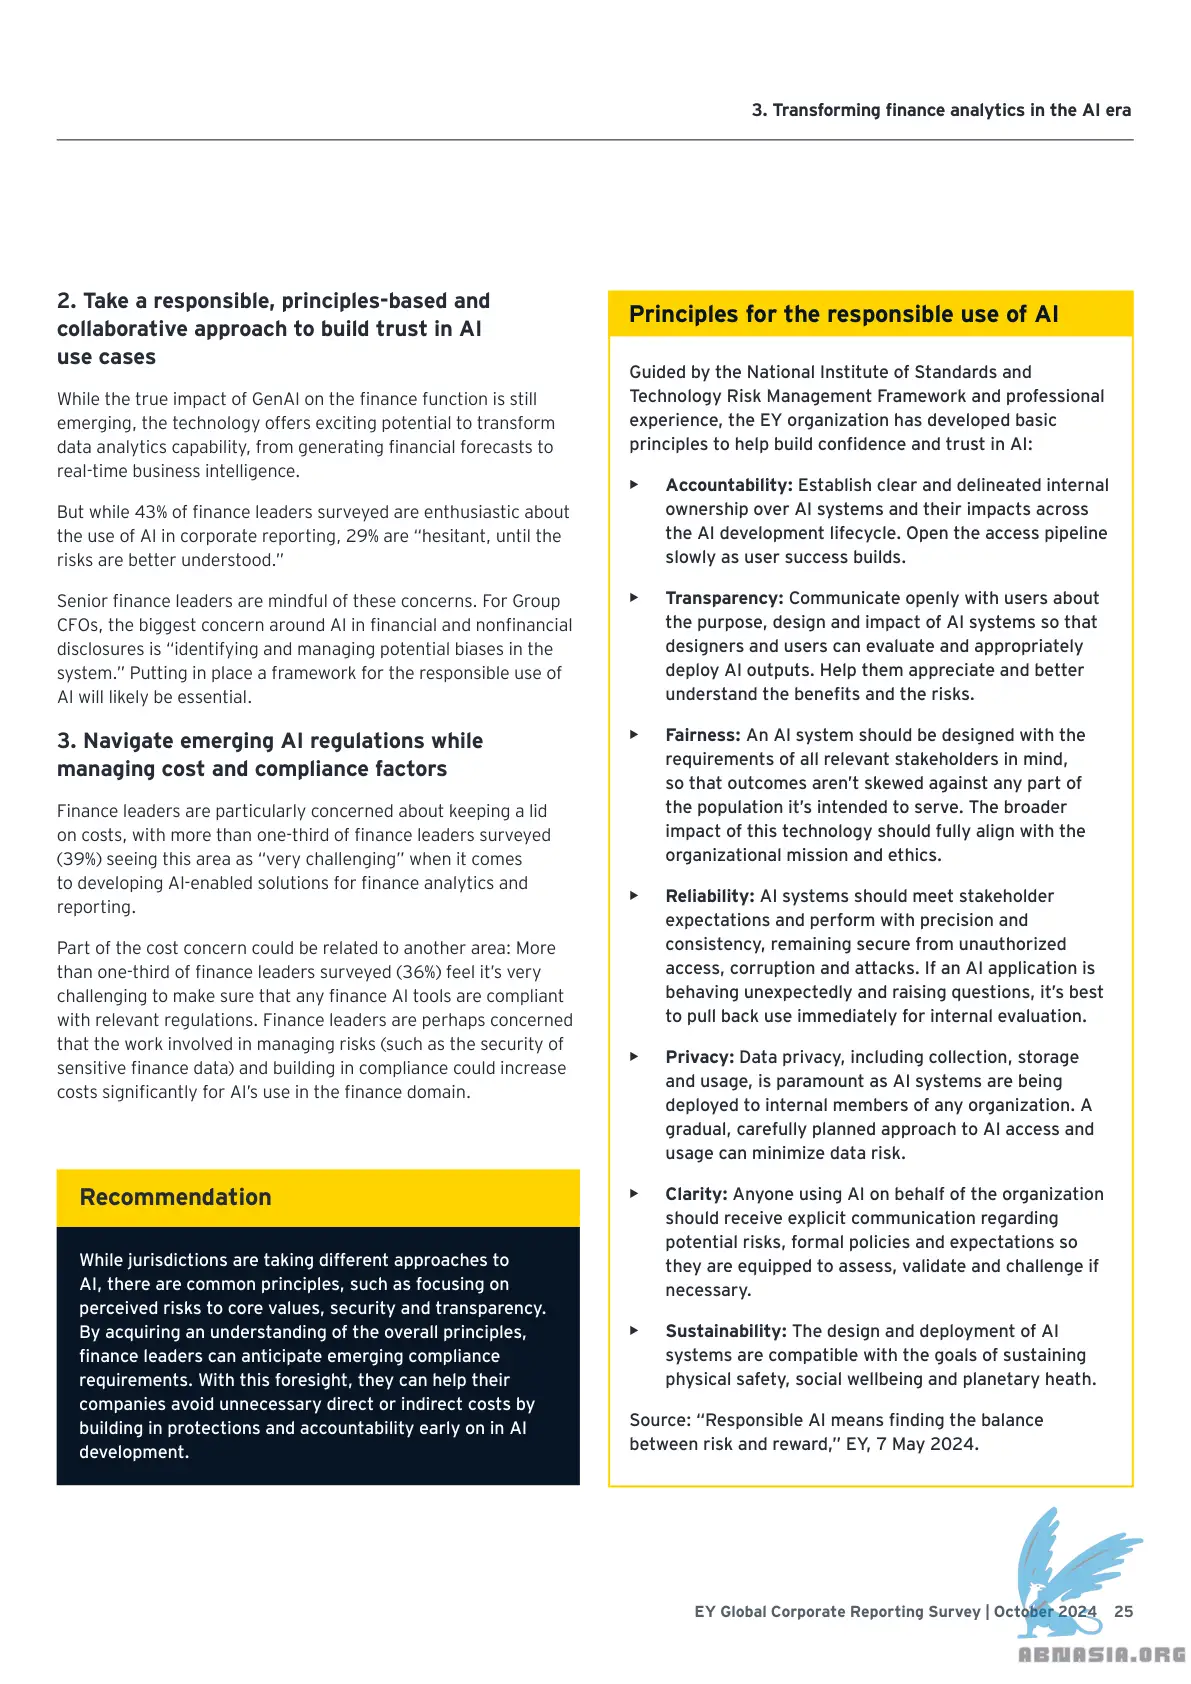 3. Transforming finance analytics in the AI era
2. Take a responsible, principles-based and
collaborative approach to build trust in AI
use cases
While the true impact of GenAI on the finance function is still
emerging, the technology offers exciting potential to transform
data analytics capability, from generating financial forecasts to
real-time business intelligence.
But while 43% of finance leaders surveyed are enthusiastic about
the use of AI in corporate reporting, 29% are “hesitant, until the
risks are better understood.”
Senior finance leaders are mindful of these concerns. For Group
CFOs, the biggest concern around AI in financial and nonfinancial
disclosures is “identifying and managing potential biases in the
system.” Putting in place a framework for the responsible use of
AI will likely be essential.
3. Navigate emerging AI regulations while
managing cost and compliance factors
Finance leaders are particularly concerned about keeping a lid
on costs, with more than one-third of finance leaders surveyed
(39%) seeing this area as “very challenging” when it comes
to developing AI-enabled solutions for finance analytics and
reporting.
Part of the cost concern could be related to another area: More
than one-third of finance leaders surveyed (36%) feel it’s very
challenging to make sure that any finance AI tools are compliant
with relevant regulations. Finance leaders are perhaps concerned
that the work involved in managing risks (such as the security of
sensitive finance data) and building in compliance could increase
costs significantly for AI’s use in the finance domain.
Recommendation
While jurisdictions are taking different approaches to
AI, there are common principles, such as focusing on
perceived risks to core values, security and transparency.
By acquiring an understanding of the overall principles,
finance leaders can anticipate emerging compliance
requirements. With this foresight, they can help their
companies avoid unnecessary direct or indirect costs by
building in protections and accountability early on in AI
development.
Principles for the responsible use of AI
Guided by the National Institute of Standards and
Technology Risk Management Framework and professional
experience, the EY organization has developed basic
principles to help build confidence and trust in AI:
► Accountability: Establish clear and delineated internal
ownership over AI systems and their impacts across
the AI development lifecycle. Open the access pipeline
slowly as user success builds.
► Transparency: Communicate openly with users about
the purpose, design and impact of AI systems so that
designers and users can evaluate and appropriately
deploy AI outputs. Help them appreciate and better
understand the benefits and the risks.
► Fairness: An AI system should be designed with the
requirements of all relevant stakeholders in mind,
so that outcomes aren’t skewed against any part of
the population it’s intended to serve. The broader
impact of this technology should fully align with the
organizational mission and ethics.
► Reliability: AI systems should meet stakeholder
expectations and perform with precision and
consistency, remaining secure from unauthorized
access, corruption and attacks. If an AI application is
behaving unexpectedly and raising questions, it’s best
to pull back use immediately for internal evaluation.
► Privacy: Data privacy, including collection, storage
and usage, is paramount as AI systems are being
deployed to internal members of any organization. A
gradual, carefully planned approach to AI access and
usage can minimize data risk.
► Clarity: Anyone using AI on behalf of the organization
should receive explicit communication regarding
potential risks, formal policies and expectations so
they are equipped to assess, validate and challenge if
necessary.
► Sustainability: The design and deployment of AI
systems are compatible with the goals of sustaining
physical safety, social wellbeing and planetary heath.
Source: “Responsible AI means finding the balance
between risk and reward,” EY, 7 May 2024.
EY Global Corporate Reporting Survey | October 2024 25
ABNASIA.ORG